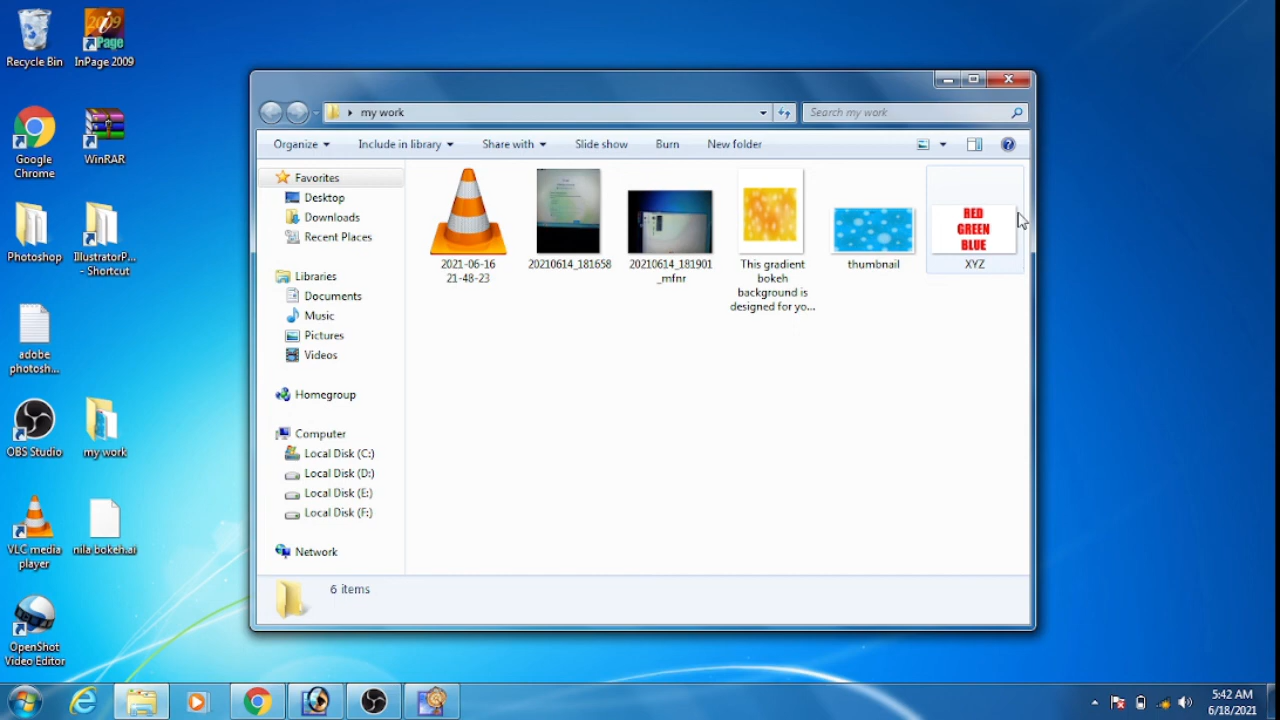 Recycle Bin
InPage 2009
Google
Chrome
WinRAR
Photoshop
IllustratorP...
- Shortcut
adobe
photosh...
OBS Studio
my work
VLC media
player
nila bokeh.ai
OpenShot
Video Editor
my work
Search my work
Organize
Include in library
Share with
Slide show
Burn
New folder
Favorites
Desktop
Downloads
Recent Places
Libraries
Documents
Music
Pictures
Videos
Homegroup
Computer
Local Disk (C:)
Local Disk (D:)
Local Disk (E:)
Local Disk (F:)
Network
2021-06-16
21-48-23
20210614_181658
20210614_181901
_mfnr
This gradient
bokeh
background is
designed for yo...
thumbnail
RED
GREEN
BLUE
XYZ
6 items
5:42 AM
6/18/2021